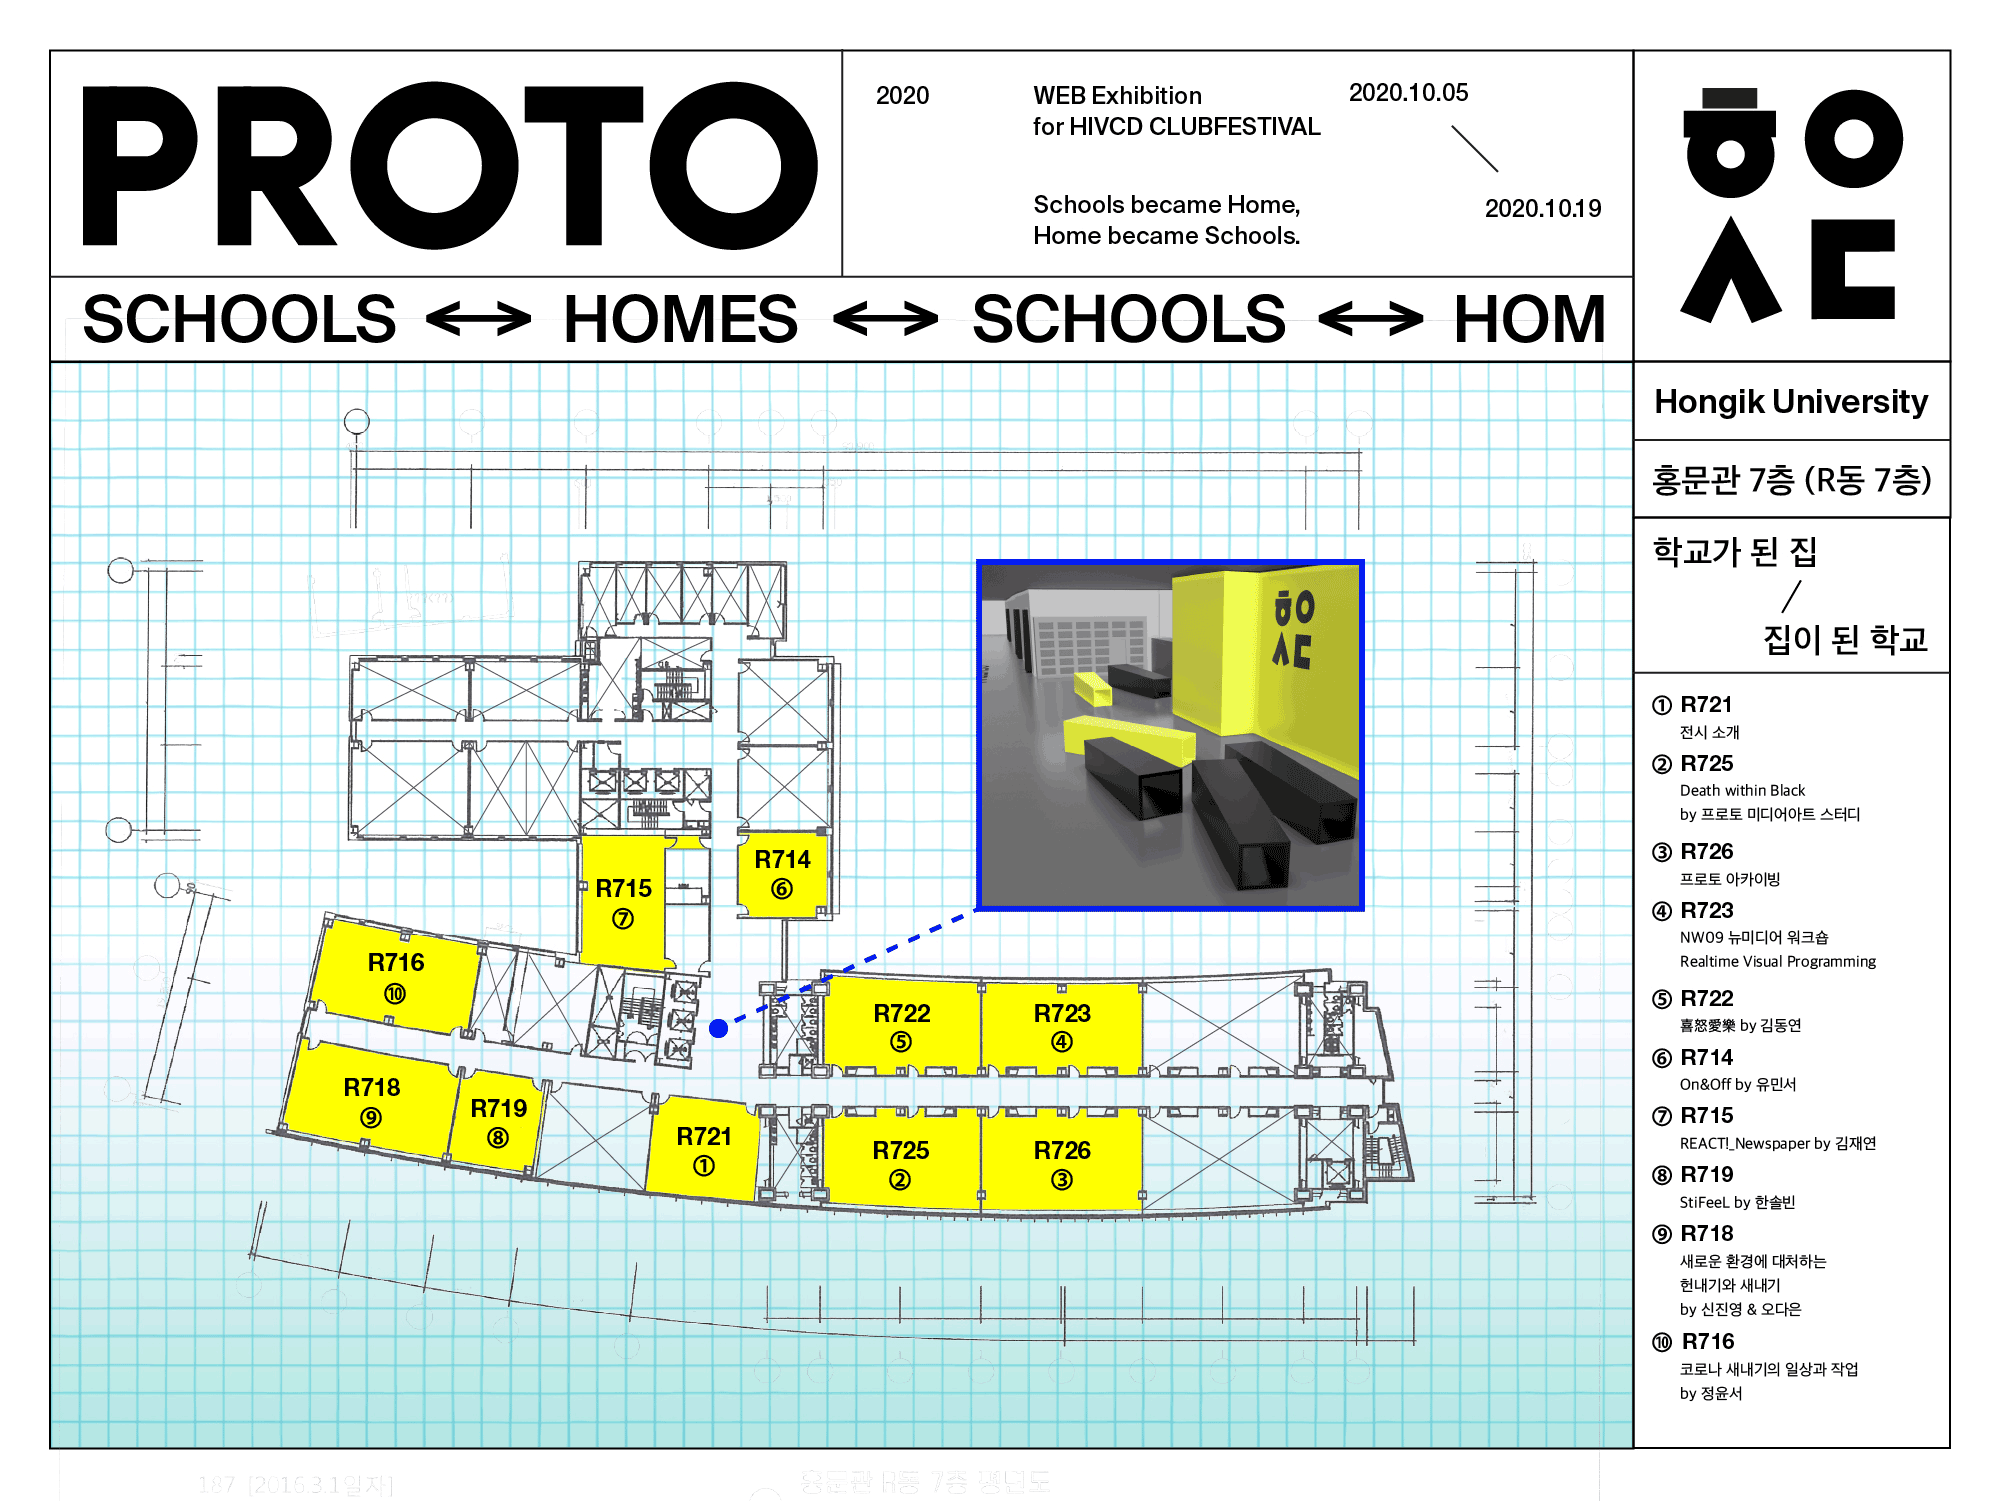 PROTO
2020
WEB Exhibition
for HIVCD CLUBFESTIVAL
Schools became Home,
Home became Schools.
2020.10.05
2020.10.19
SCHOOLS <-> HOMES <-> SCHOOLS <-> HOM
홍시ㄷ
Hongik University
홍문관 7층 (R동 7층)
학교가 된 집
/
집이 된 학교
① R721
전시 소개
② R725
Death within Black
by 프로토 미디어아트 스터디
③ R726
프로토 아카이빙
④ R723
NW09 뉴미디어 워크숍
Realtime Visual Programming
⑤ R722
喜怒愛樂 by 김동연
⑥ R714
On&Off by 유민서
⑦ R715
REACT!_Newspaper by 김재연
⑧ R719
StiFeeL by 한솔빈
⑨ R718
새로운 환경에 대처하는
헌내기와 새내기
by 신진영 & 오다은
⑩ R716
코로나 새내기의 일상과 작업
by 정윤서
R714
⑥
R715
⑦
R716
⑩
R722
⑤
R723
④
R718
⑨
R719
⑧
R721
①
R725
②
R726
③
187 [2016.3.1일자]
홍문관 R동 7층 평면도